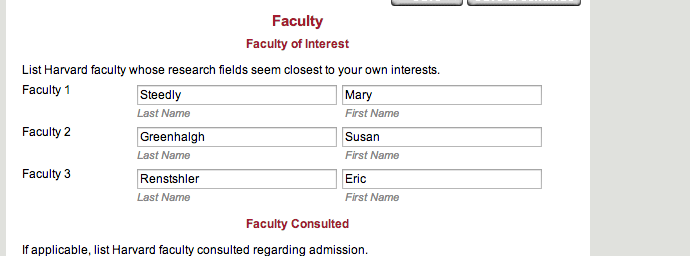 Faculty
Faculty of Interest
List Harvard faculty whose research fields seem closest to your own interests.
Faculty 1 Steedly Mary
Last Name First Name
Faculty 2 Greenhalgh Susan
Last Name First Name
Faculty 3 Renstshler Eric
Last Name First Name
Faculty Consulted
If applicable, list Harvard faculty consulted regarding admission.